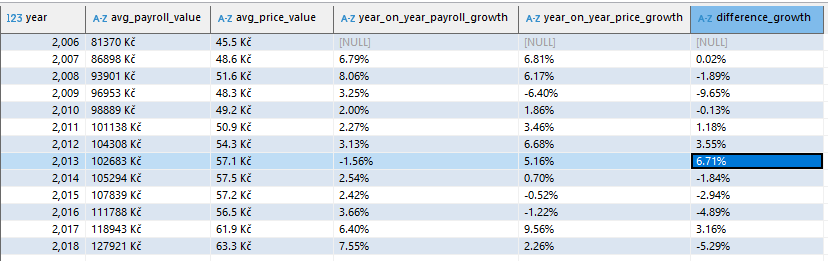 123 year A-Z avg_payroll_value A-Z avg_price_value A-Z year_on_year_payroll_growth A-Z year_on_year_price_growth A-Z difference_growth
2,006 81370 Kč 45.5 Kč [NULL] [NULL] [NULL]
2,007 86898 Kč 48.6 Kč 6.79% 6.81% 0.02%
2,008 93901 Kč 51.6 Kč 8.06% 6.17% -1.89%
2,009 96953 Kč 48.3 Kč 3.25% -6.40% -9.65%
2,010 98889 Kč 49.2 Kč 2.00% 1.86% -0.13%
2,011 101138 Kč 50.9 Kč 2.27% 3.46% 1.18%
2,012 104308 Kč 54.3 Kč 3.13% 6.68% 3.55%
2,013 102683 Kč 57.1 Kč -1.56% 5.16% 6.71%
2,014 105294 Kč 57.5 Kč 2.54% 0.70% -1.84%
2,015 107839 Kč 57.2 Kč 2.42% -0.52% -2.94%
2,016 111788 Kč 56.5 Kč 3.66% -1.22% -4.89%
2,017 118943 Kč 61.9 Kč 6.40% 9.56% 3.16%
2,018 127921 Kč 63.3 Kč 7.55% 2.26% -5.29%